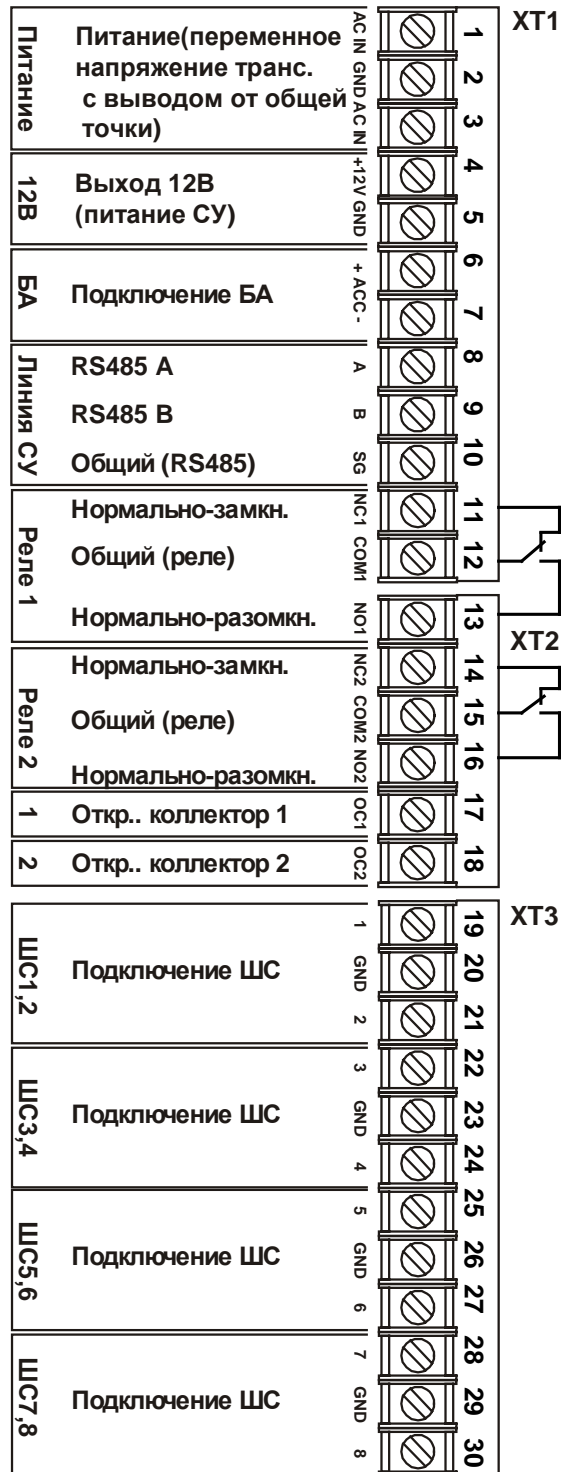 XT1
Питание
Питание(переменное
напряжение транс.
с выводом от общей
точки)
AC IN
GND
AC IN
1
2
3
12В
Выход 12В
(питание СУ)
+12V
GND
4
5
БА
Подключение БА
+ ACC -
6
7
Линия СУ
RS485 A
A
8
RS485 B
B
9
Общий (RS485)
SG
10
Реле 1
Нормально-замкн.
NC1
11
Общий (реле)
COM1
12
Нормально-разомкн.
NO1
13
XT2
Реле 2
Нормально-замкн.
NC2
14
Общий (реле)
COM2
15
Нормально-разомкн.
NO2
16
1
Откр.. коллектор 1
OC1
17
2
Откр.. коллектор 2
OC2
18
XT3
ШС1,2
Подключение ШС
1
GND
2
19
20
21
ШС3,4
Подключение ШС
3
GND
4
22
23
24
ШС5,6
Подключение ШС
5
GND
6
25
26
27
ШС7,8
Подключение ШС
7
GND
8
28
29
30